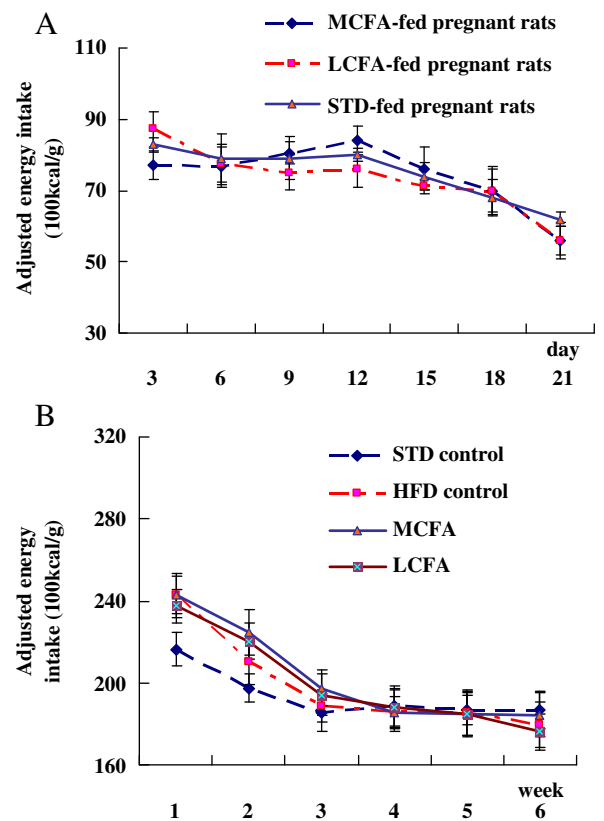 A
MCFA-fed pregnant rats
LCFA-fed pregnant rats
STD-fed pregnant rats
Adjusted energy intake
(100kcal/g)
110
90
70
50
30
day
3 6 9 12 15 18 21
B
STD control
HFD control
MCFA
LCFA
Adjusted energy
intake (100kcal/g)
320
280
240
200
160
week
1 2 3 4 5 6